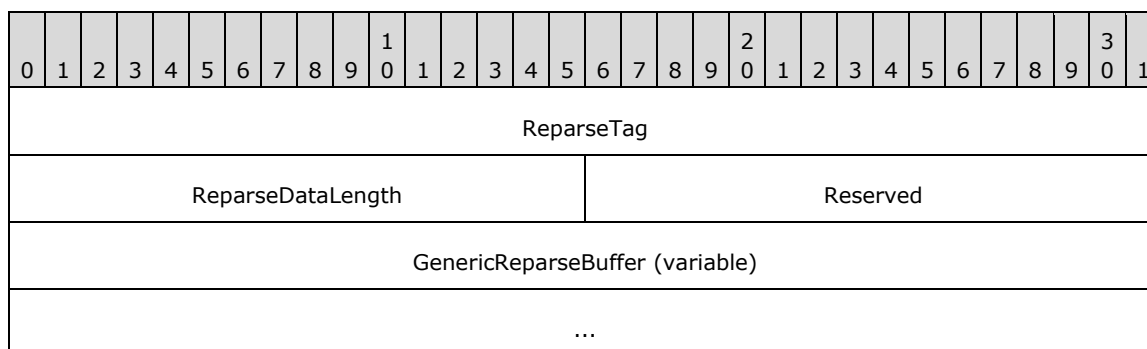 1 2 3
0 1 2 3 4 5 6 7 8 9 0 1 2 3 4 5 6 7 8 9 0 1 2 3 4 5 6 7 8 9 0 1
ReparseTag
ReparseDataLength Reserved
GenericReparseBuffer (variable)
...